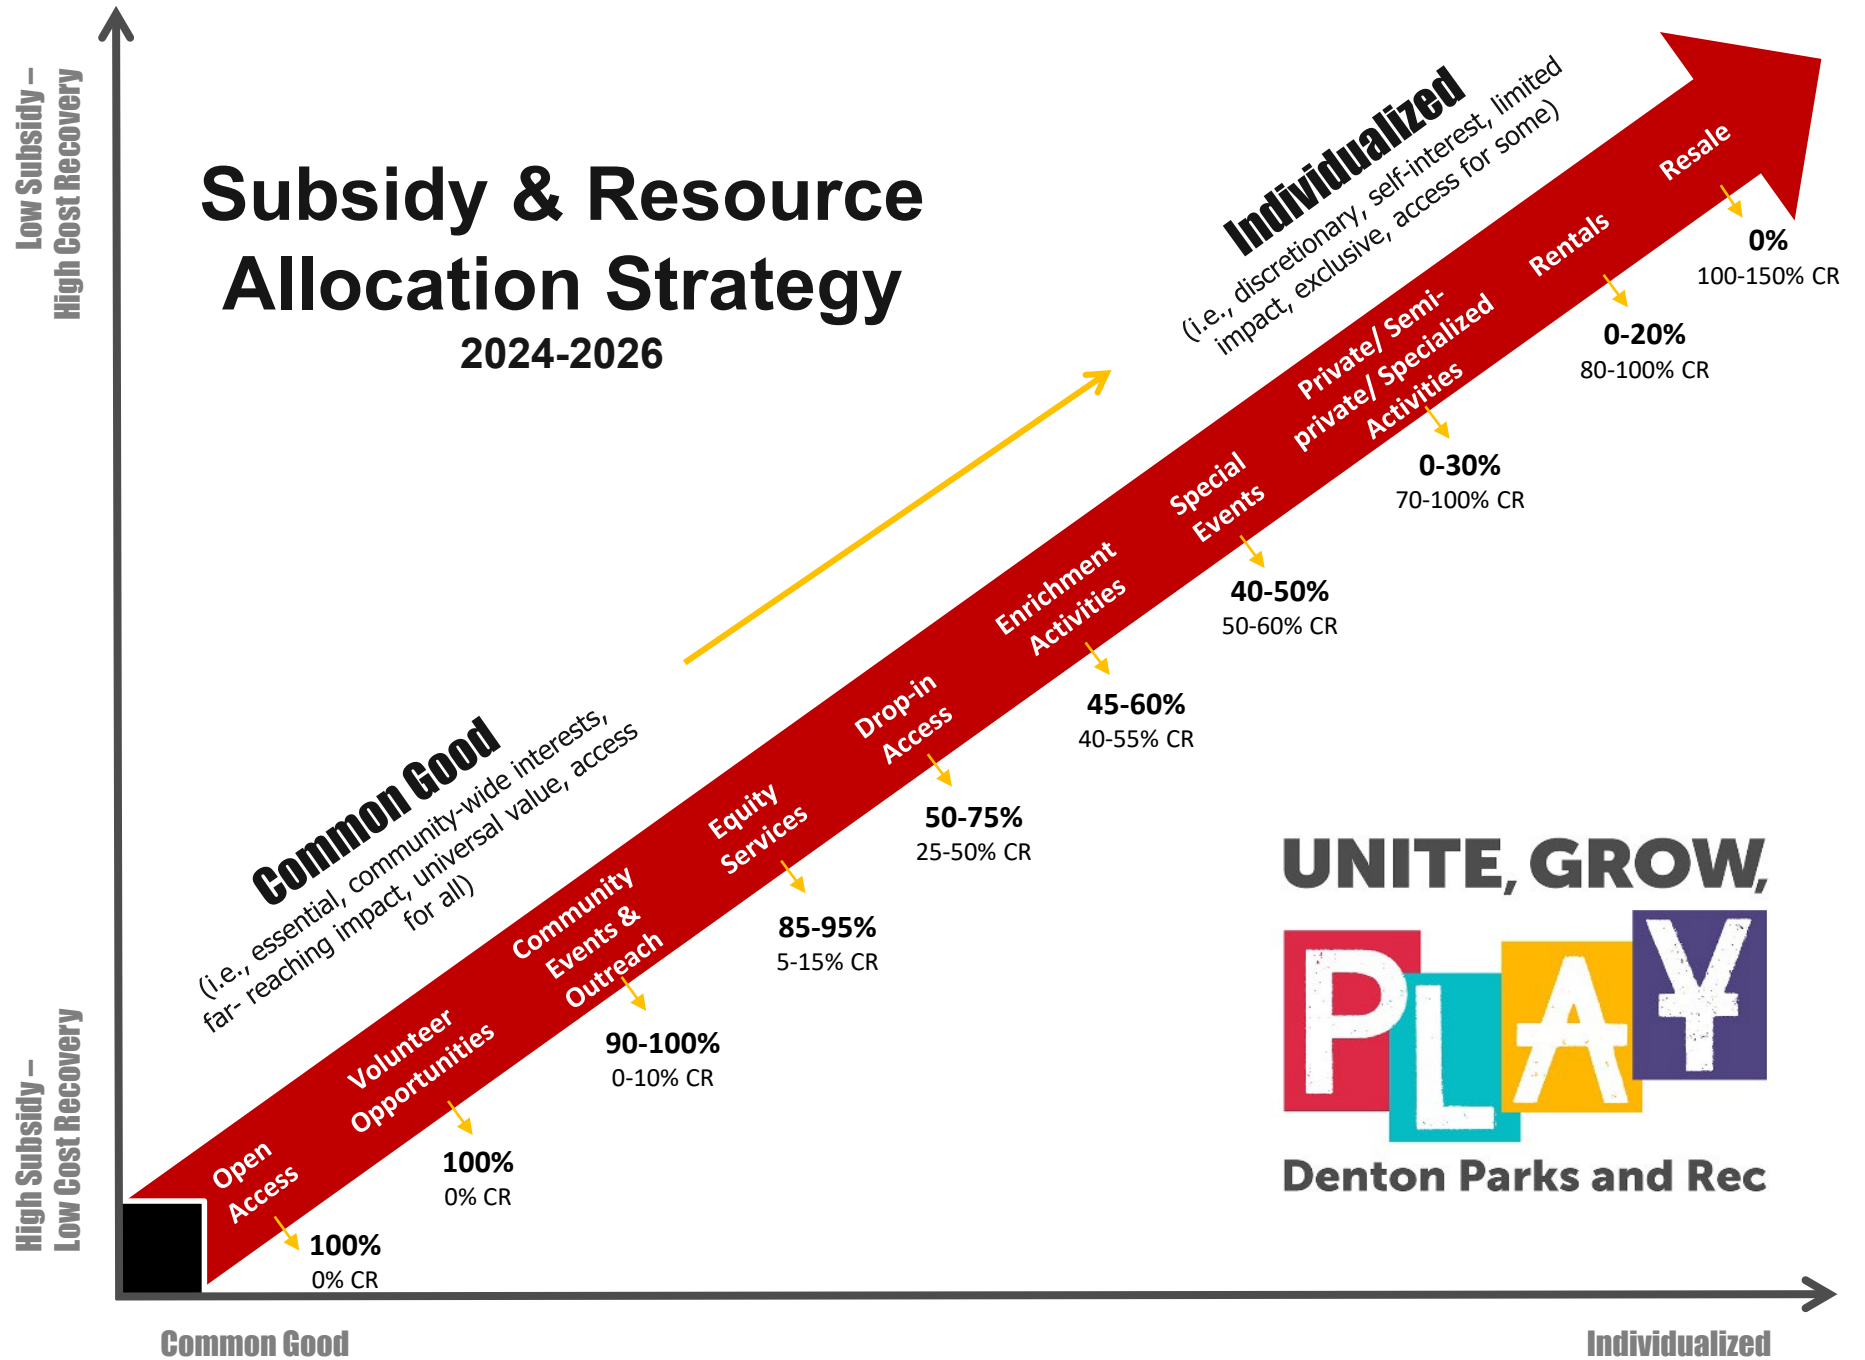 Subsidy & Resource
Allocation Strategy
2024-2026
Low Subsidy –
High Cost Recovery
High Subsidy –
Low Cost Recovery
Individualized
(i.e., discretionary, self-interest, limited
impact, exclusive, access for some)
Common Good
(i.e., essential, community-wide interests,
far- reaching impact, universal value, access
for all)
Open
Access
100%
0% CR
Volunteer
Opportunities
100%
0% CR
Community
Events &
Outreach
90-100%
0-10% CR
Equity
Services
85-95%
5-15% CR
Drop-in
Access
50-75%
25-50% CR
Enrichment
Activities
45-60%
40-55% CR
Special
Events
40-50%
50-60% CR
Private/ Semi-
private/ Specialized
Activities
0-30%
70-100% CR
Rentals
0-20%
80-100% CR
Resale
0%
100-150% CR
UNITE, GROW,
PLAY
Denton Parks and Rec
Common Good
Individualized